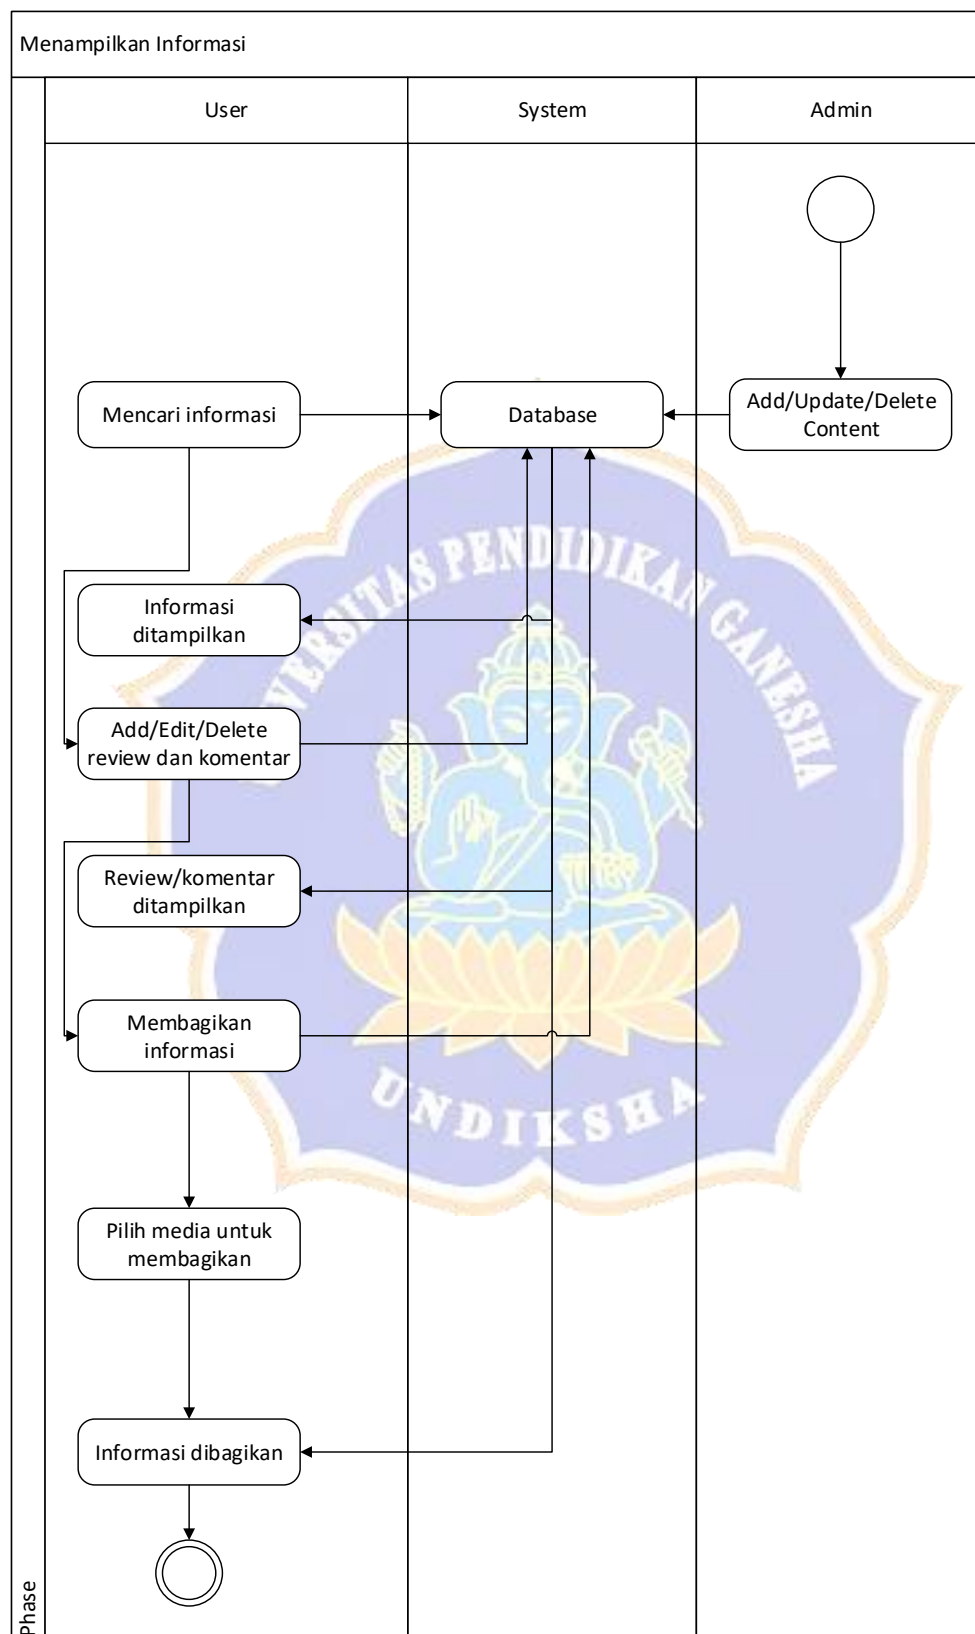 Menampilkan Informasi
User
System
Admin
Mencari informasi
Database
Add/Update/Delete
Content
UNIVERSITAS PENDIDIKAN GANESHA
Informasi
ditampilkan
Add/Edit/Delete
review dan komentar
Review/komentar
ditampilkan
Membagikan
informasi
UNDIKSHA
Pilih media untuk
membagikan
Informasi dibagikan
Phase